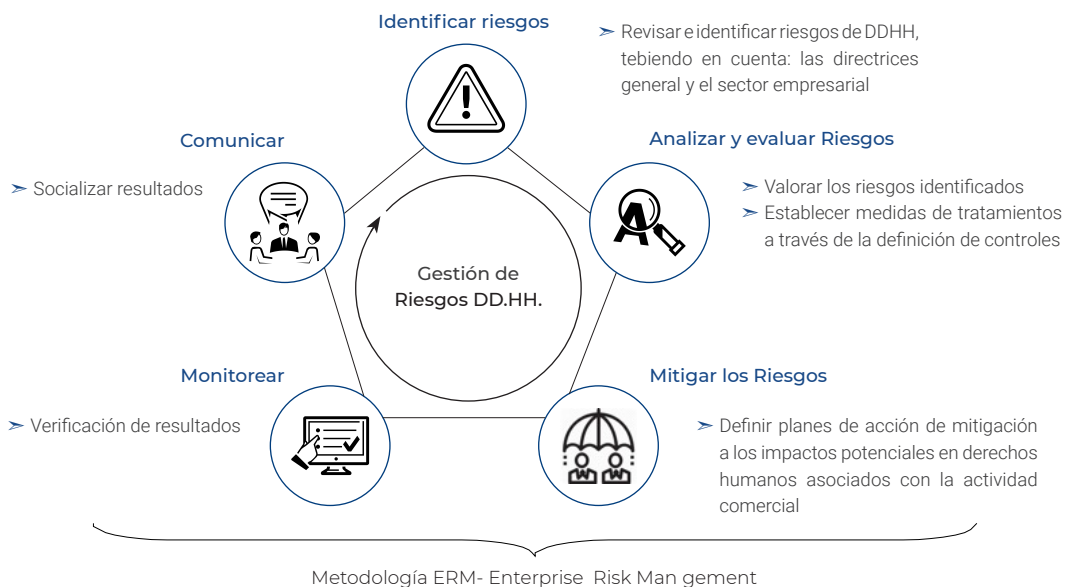 Identificar riesgos
➣ Revisar e identificar riesgos de DDHH,
tebiendo en cuenta: las directrices
general y el sector empresarial
Comunicar
➣ Socializar resultados
Analizar y evaluar Riesgos
➣ Valorar los riesgos identificados
➣ Establecer medidas de tratamientos
a través de la definición de controles
Gestión de
Riesgos DD.HH.
Monitorear
➣ Verificación de resultados
Mitigar los Riesgos
➣ Definir planes de acción de mitigación
a los impactos potenciales en derechos
humanos asociados con la actividad
comercial
Metodología ERM- Enterprise Risk Man gement